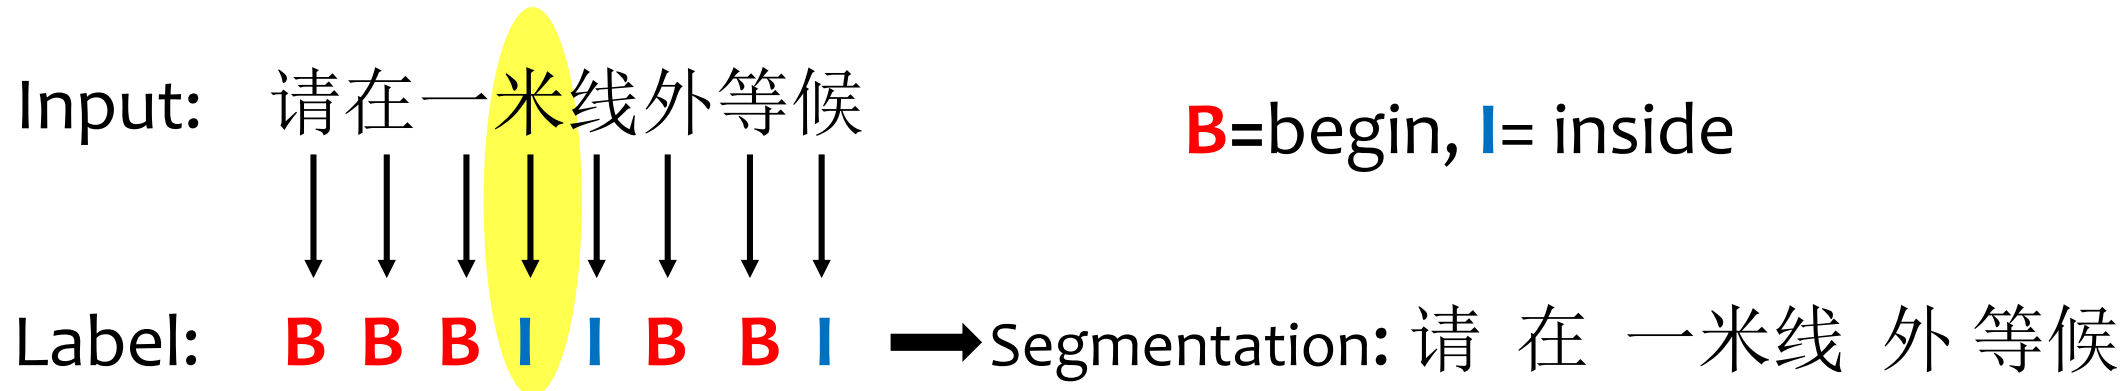 Input: 请在一米线外等候
B=begin, I= inside
Label: B B B I I B B I
Segmentation: 请 在 一米线 外 等候